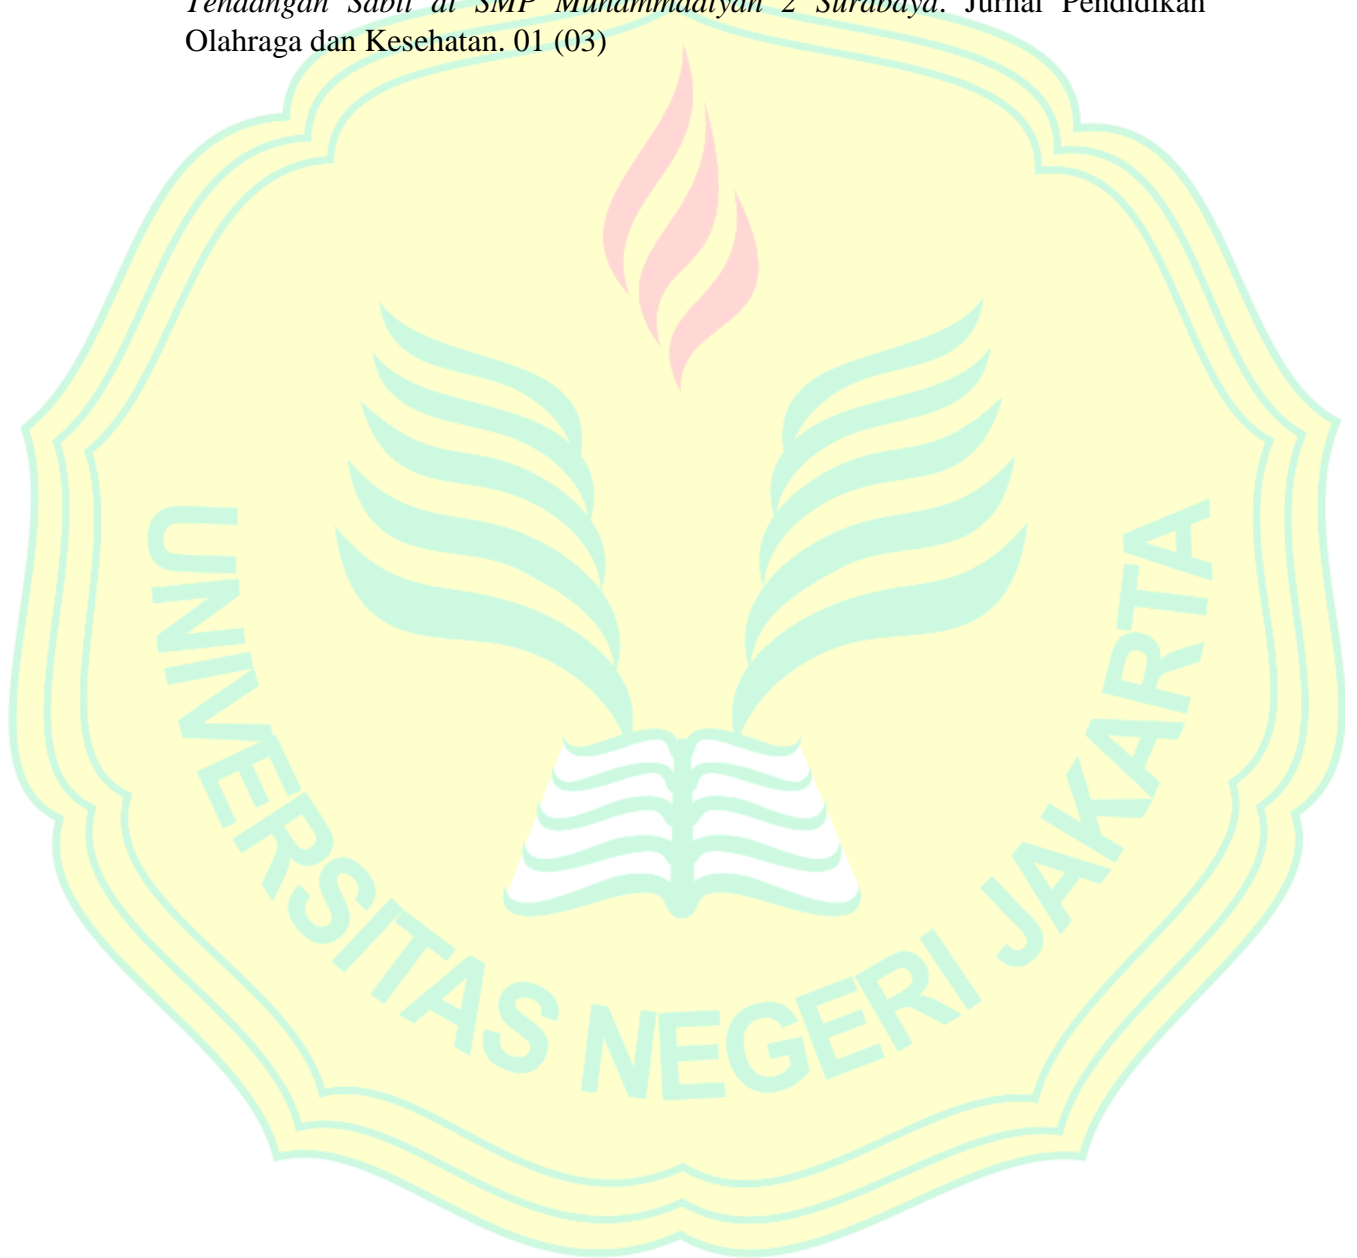 Tendangan Sabit di SMP Muhammadiyah 2 Surabaya. Jurnal Pendidikan
Olahraga dan Kesehatan. 01 (03)
UNIVERSITAS NEGERI JAKARTA